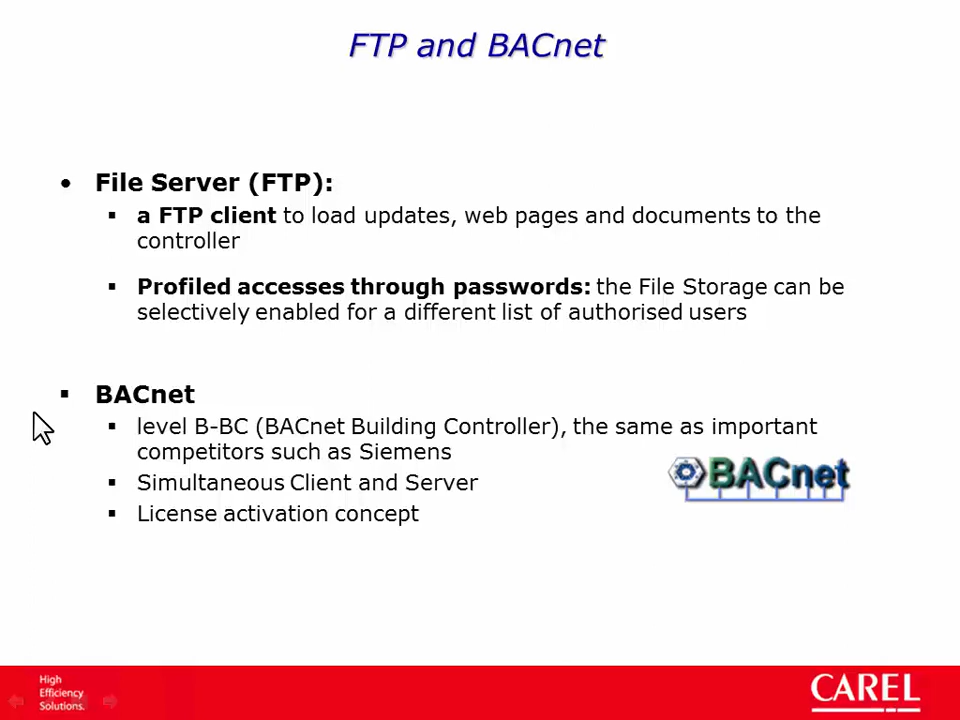 FTP and BACnet
• File Server (FTP):
▪ a FTP client to load updates, web pages and documents to the
controller
▪ Profiled accesses through passwords: the File Storage can be
selectively enabled for a different list of authorised users
▪ BACnet
▪ level B-BC (BACnet Building Controller), the same as important
competitors such as Siemens
▪ Simultaneous Client and Server
▪ License activation concept
BACnet
High
Efficiency
Solutions.
CAREL